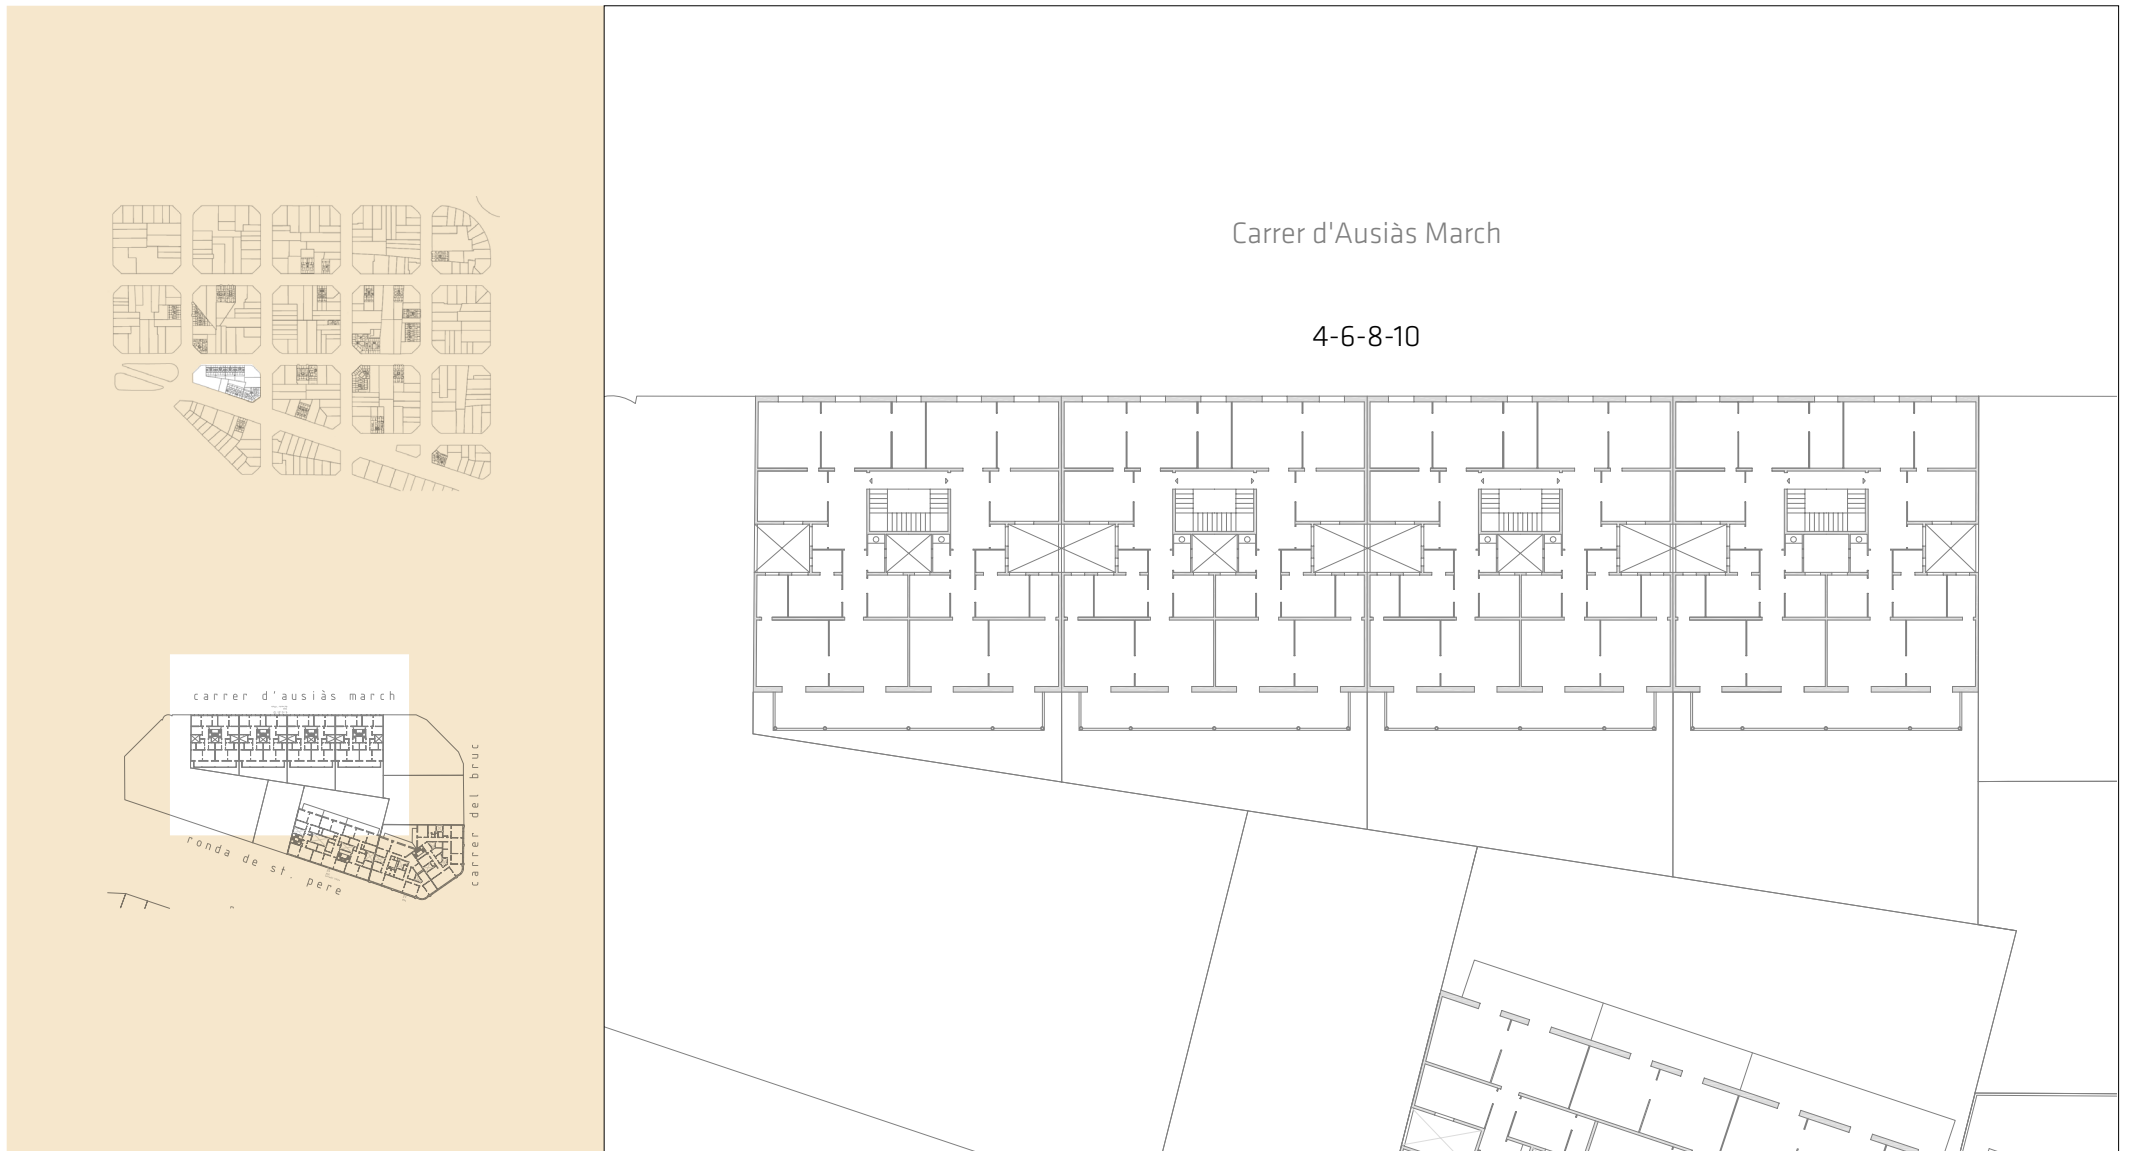 Carrer d'Ausiàs March
4-6-8-10
carrer d'ausiàs march
carrer del bruc
ronda de st. pere